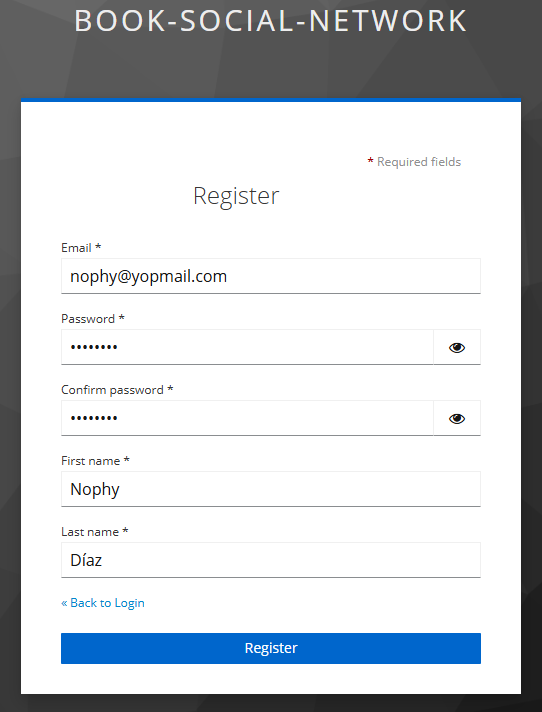 BOOK-SOCIAL-NETWORK
* Required fields
Register
Email *
nophy@yopmail.com
Password *
••••••••
Confirm password *
••••••••
First name *
Nophy
Last name *
Díaz
« Back to Login
Register